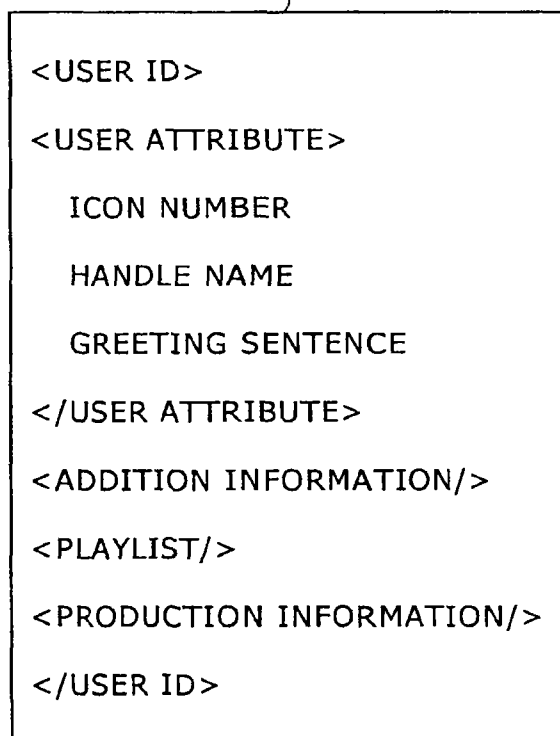 <USER ID>
<USER ATTRIBUTE>
ICON NUMBER
HANDLE NAME
GREETING SENTENCE
</USER ATTRIBUTE>
<ADDITION INFORMATION/>
<PLAYLIST/>
<PRODUCTION INFORMATION/>
</USER ID>